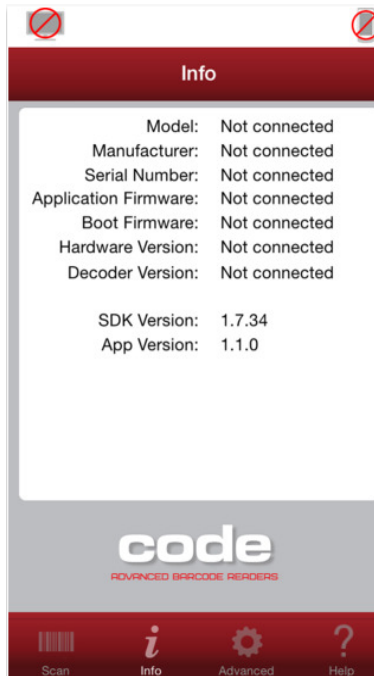 Info
Model: Not connected
Manufacturer: Not connected
Serial Number: Not connected
Application Firmware: Not connected
Boot Firmware: Not connected
Hardware Version: Not connected
Decoder Version: Not connected
SDK Version: 1.7.34
App Version: 1.1.0
code
ADVANCED BARCODE READERS
Scan Info Advanced Help